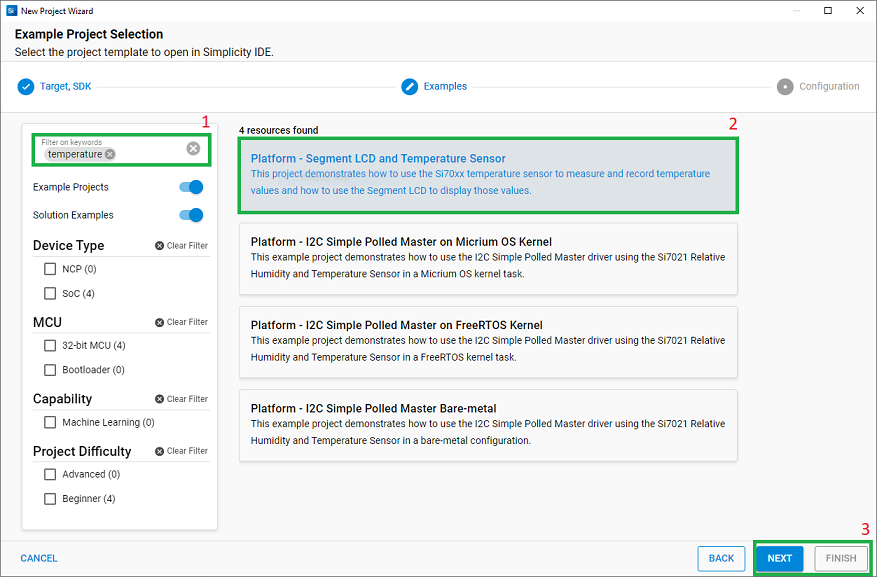 Si New Project Wizard
Example Project Selection
Select the project template to open in Simplicity IDE.
Target, SDK
Examples
Configuration
1
Filter on keywords
temperature
Example Projects
Solution Examples
Device Type Clear Filter
NCP (0)
SoC (4)
MCU Clear Filter
32-bit MCU (4)
Bootloader (0)
Capability Clear Filter
Machine Learning (0)
Project Difficulty Clear Filter
Advanced (0)
Beginner (4)
4 resources found
2
Platform - Segment LCD and Temperature Sensor
This project demonstrates how to use the Si70xx temperature sensor to measure and record temperature
values and how to use the Segment LCD to display those values.
Platform - I2C Simple Polled Master on Micrium OS Kernel
This example project demonstrates how to use the I2C Simple Polled Master driver using the Si7021 Relative
Humidity and Temperature Sensor in a Micrium OS kernel task.
Platform - I2C Simple Polled Master on FreeRTOS Kernel
This example project demonstrates how to use the I2C Simple Polled Master driver using the Si7021 Relative
Humidity and Temperature Sensor in a FreeRTOS kernel task.
Platform - I2C Simple Polled Master Bare-metal
This example project demonstrates how to use the I2C Simple Polled Master driver using the Si7021 Relative
Humidity and Temperature Sensor in a bare-metal configuration.
3
CANCEL
BACK
NEXT
FINISH